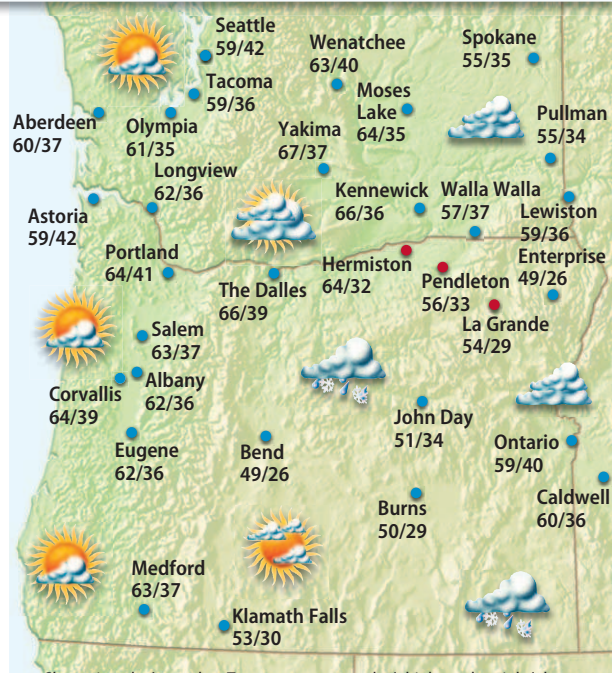 Seattle
59/42
Wenatchee
63/40
Spokane
55/35
Tacoma
59/36
Moses
Lake
64/35
Aberdeen
60/37
Olympia
61/35
Yakima
67/37
Pullman
55/34
Longview
62/36
Kennewick
66/36
Walla Walla
57/37
Lewiston
59/36
Astoria
59/42
Portland
64/41
The Dalles
66/39
Hermiston
64/32
Pendleton
56/33
Enterprise
49/26
La Grande
54/29
Salem
63/37
Corvallis
64/39
Albany
62/36
John Day
51/34
Eugene
62/36
Bend
49/26
Ontario
59/40
Burns
50/29
Caldwell
60/36
Medford
63/37
Klamath Falls
53/30